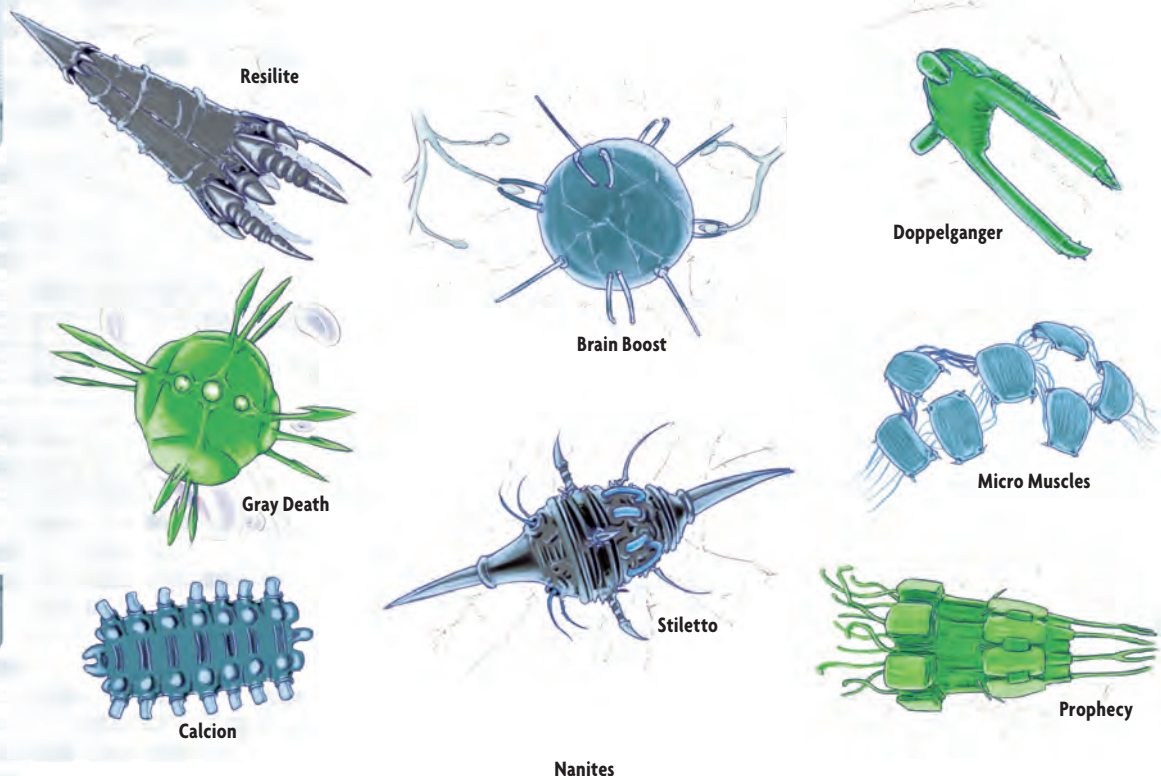 Resilite
Brain Boost
Doppelganger
Gray Death
Micro Muscles
Stiletto
Calcion
Prophecy
Nanites